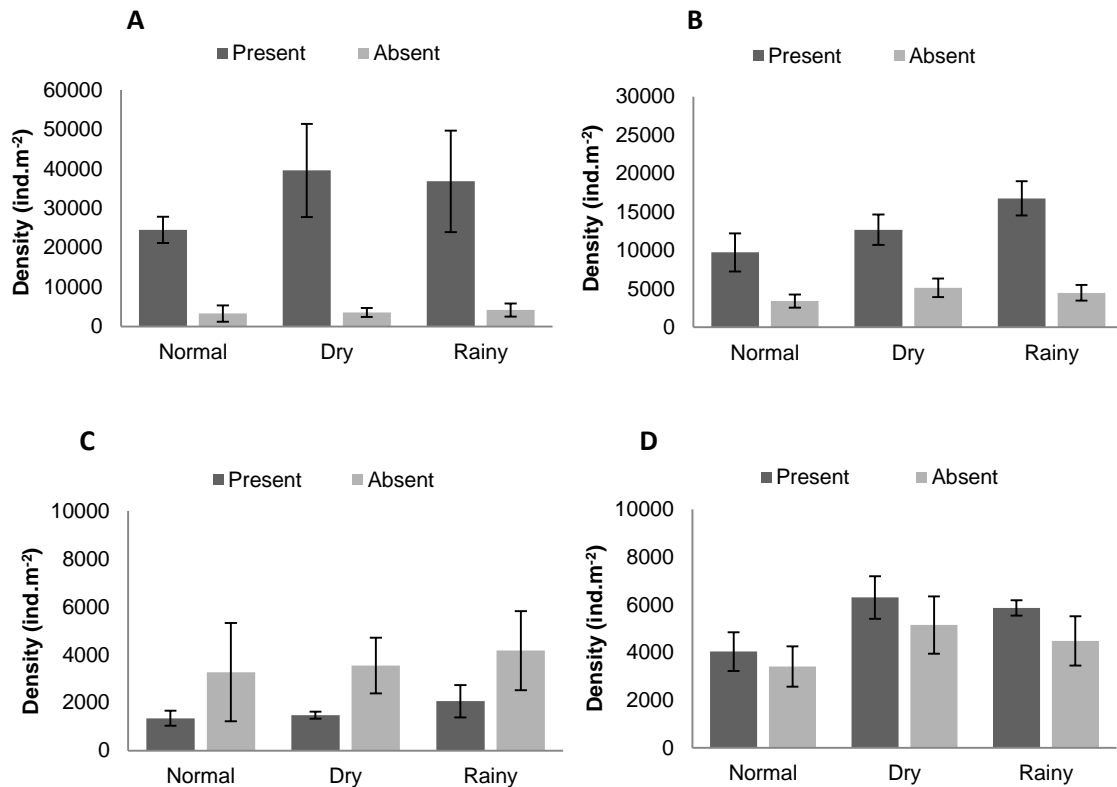 A
Present Absent
Density (ind.m-2)
60000
50000
40000
30000
20000
10000
0
Normal Dry Rainy
B
Present Absent
Density (ind.m-2)
30000
25000
20000
15000
10000
5000
0
Normal Dry Rainy
C
Present Absent
Density (ind.m-2)
10000
8000
6000
4000
2000
0
Normal Dry Rainy
D
Present Absent
Density (ind.m-2)
10000
8000
6000
4000
2000
0
Normal Dry Rainy